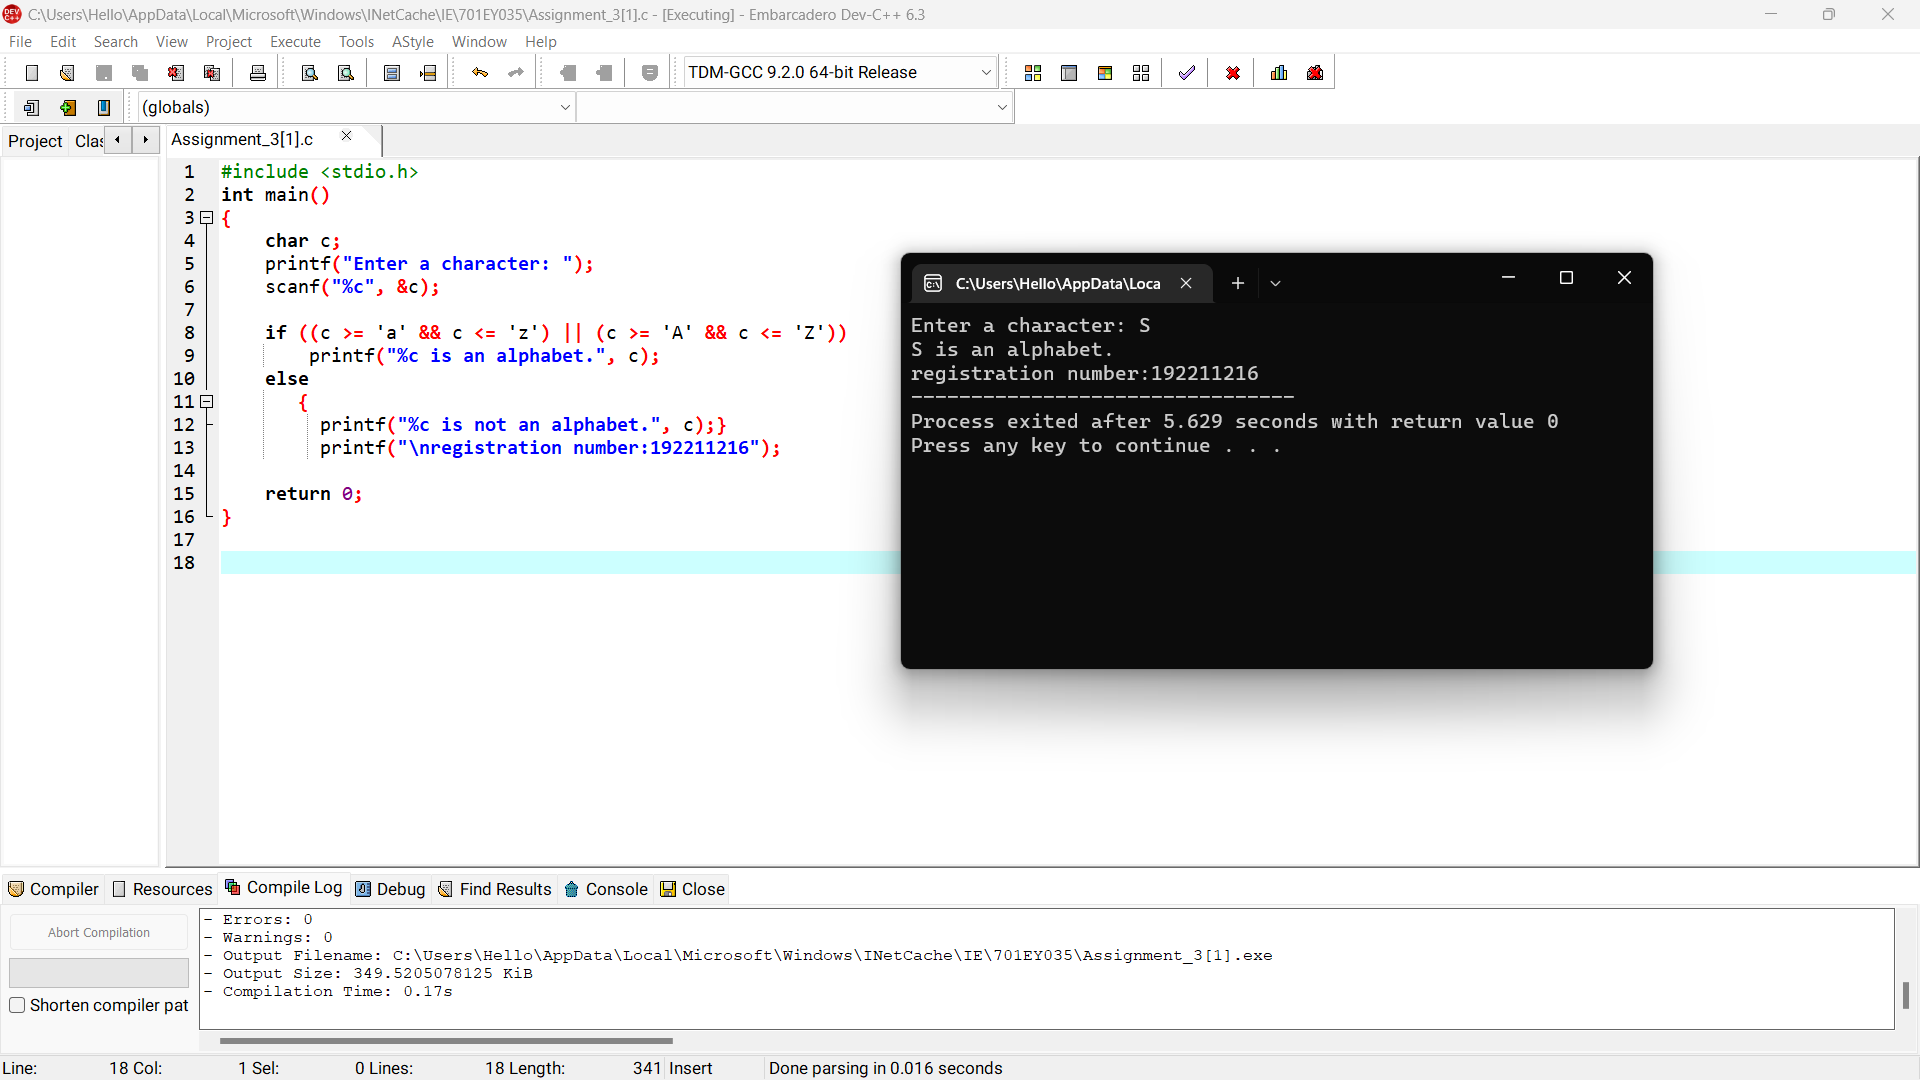 C:\Users\Hello\AppData\Local\Microsoft\Windows\INetCache\IE\701EY035\Assignment_3[1].c - [Executing] - Embarcadero Dev-C++ 6.3
File Edit Search View Project Execute Tools AStyle Window Help
TDM-GCC 9.2.0 64-bit Release
(globals)
Project Clas Assignment_3[1].c
1 #include <stdio.h>
2 int main()
3 {
4 char c;
5 printf("Enter a character: ");
6 scanf("%c", &c);
7
8 if ((c >= 'a' && c <= 'z') || (c >= 'A' && c <= 'Z'))
9 printf("%c is an alphabet.", c);
10 else
11 {
12 printf("%c is not an alphabet.", c);}
13 printf("\nregistration number:192211216");
14
15 return 0;
16 }
17
18
C:\Users\Hello\AppData\Loca
Enter a character: S
S is an alphabet.
registration number:192211216
--------------------------------
Process exited after 5.629 seconds with return value 0
Press any key to continue . . .
Compiler Resources Compile Log Debug Find Results Console Close
Abort Compilation
Shorten compiler pat
- Errors: 0
- Warnings: 0
- Output Filename: C:\Users\Hello\AppData\Local\Microsoft\Windows\INetCache\IE\701EY035\Assignment_3[1].exe
- Output Size: 349.5205078125 KiB
- Compilation Time: 0.17s
Line: 18 Col: 1 Sel: 0 Lines: 18 Length: 341 Insert Done parsing in 0.016 seconds